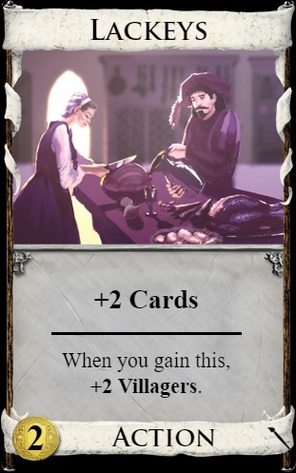 Lackeys
+2 Cards
When you gain this,
+2 Villagers.
2
Action